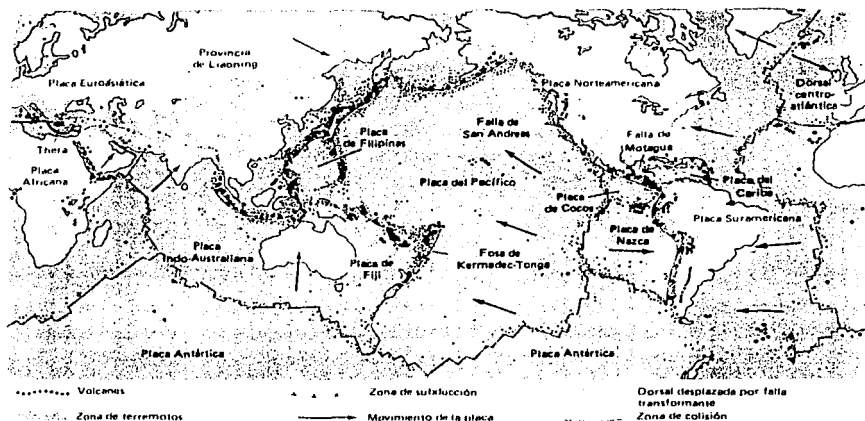 Provincia
de Liaoning
Placa Euroasiática
Placa Norteamericana
Dorsal
centro-
atlántica
Thera
Placa
Africana
Placa
de Filipinas
Falla de
San Andreas
Falla de
Motagua
Placa del Pacífico
Placa del
Caribe
Placa
de Cocos
Placa Suramericana
Placa de
Nazca
Placa
Indo-Australiana
Placa de
Fiji
Fosa de
Kermadec-Tonga
Placa Antártica
Placa Antártica
Volcanes
Zona de subducción
Dorsal desplazada por falla
transformante
Zona de terremotos
Movimiento de la placa
Zona de colisión